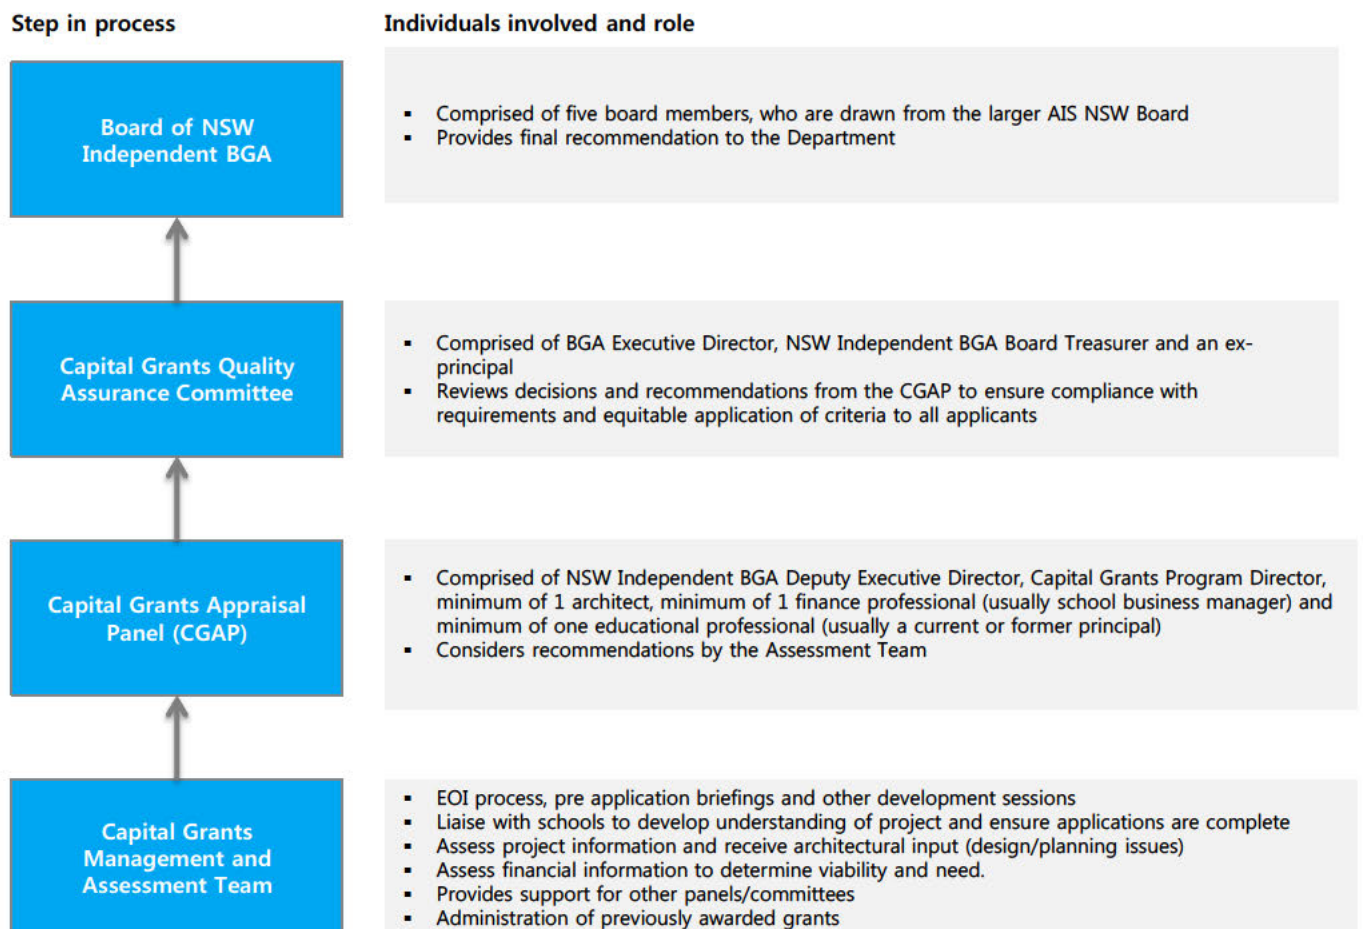 Step in process
Individuals involved and role
Board of NSW
Independent BGA
▪ Comprised of five board members, who are drawn from the larger AIS NSW Board
▪ Provides final recommendation to the Department
Capital Grants Quality
Assurance Committee
▪ Comprised of BGA Executive Director, NSW Independent BGA Board Treasurer and an ex-
principal
▪ Reviews decisions and recommendations from the CGAP to ensure compliance with
requirements and equitable application of criteria to all applicants
Capital Grants Appraisal
Panel (CGAP)
▪ Comprised of NSW Independent BGA Deputy Executive Director, Capital Grants Program Director,
minimum of 1 architect, minimum of 1 finance professional (usually school business manager) and
minimum of one educational professional (usually a current or former principal)
▪ Considers recommendations by the Assessment Team
Capital Grants
Management and
Assessment Team
▪ EOI process, pre application briefings and other development sessions
▪ Liaise with schools to develop understanding of project and ensure applications are complete
▪ Assess project information and receive architectural input (design/planning issues)
▪ Assess financial information to determine viability and need.
▪ Provides support for other panels/committees
▪ Administration of previously awarded grants